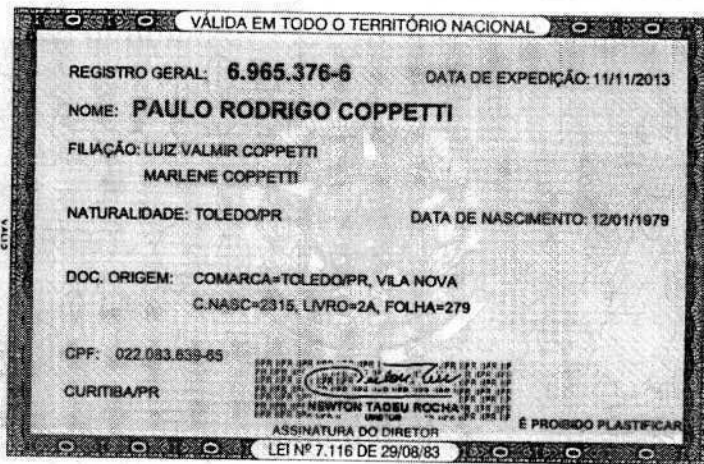 VÁLIDA EM TODO O TERRITÓRIO NACIONAL
REGISTRO GERAL: 6.965.376-6 DATA DE EXPEDIÇÃO: 11/11/2013
NOME: PAULO RODRIGO COPPETTI
FILIAÇÃO: LUIZ VALMIR COPPETTI
MARLENE COPPETTI
NATURALIDADE: TOLEDO/PR DATA DE NASCIMENTO: 12/01/1979
DOC. ORIGEM: COMARCA=TOLEDO/PR, VILA NOVA
C.NASC=2315, LIVRO=2A, FOLHA=279
CPF: 022.083.639-65
CURITIBA/PR
NEWTON TADEU ROCHA
DIRETOR
ASSINATURA DO DIRETOR
É PROIBIDO PLASTIFICAR
LEI Nº 7.116 DE 29/08/83